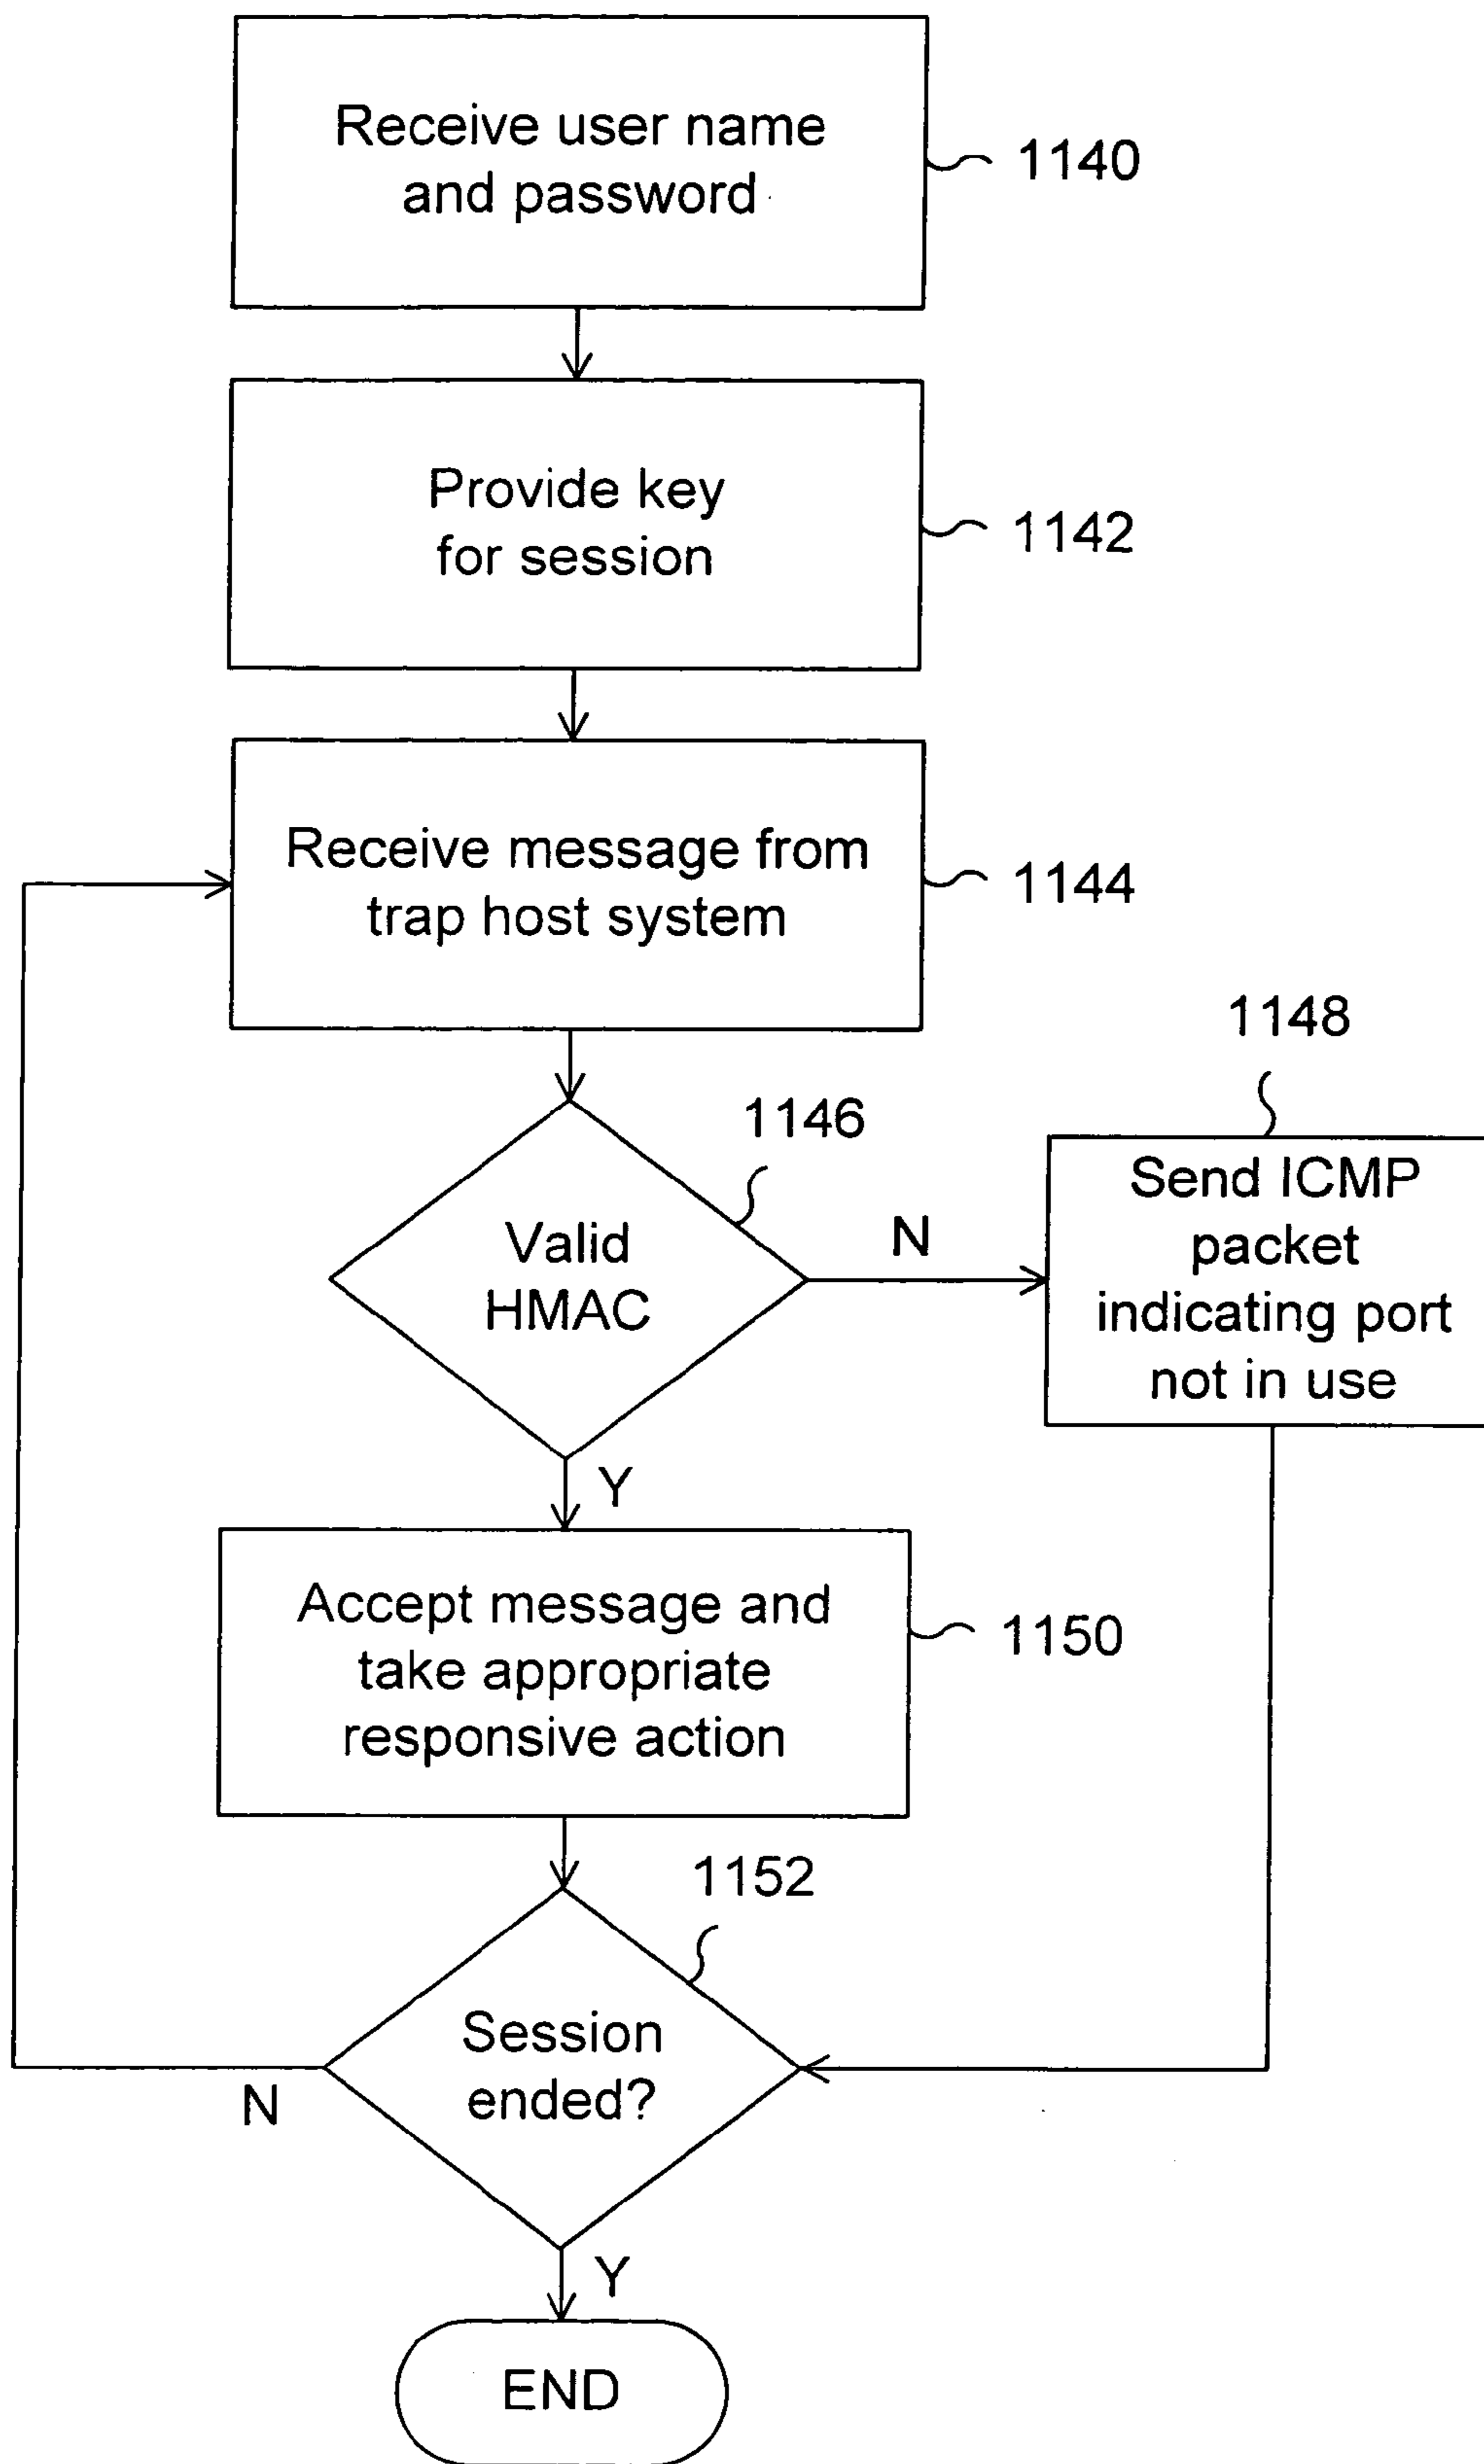 Receive user name
and password
1140
Provide key
for session
1142
Receive message from
trap host system
1144
1148
1146
Valid
HMAC
N
Send ICMP
packet
indicating port
not in use
Y
Accept message and
take appropriate
responsive action
1150
1152
Session
ended?
N
Y
END